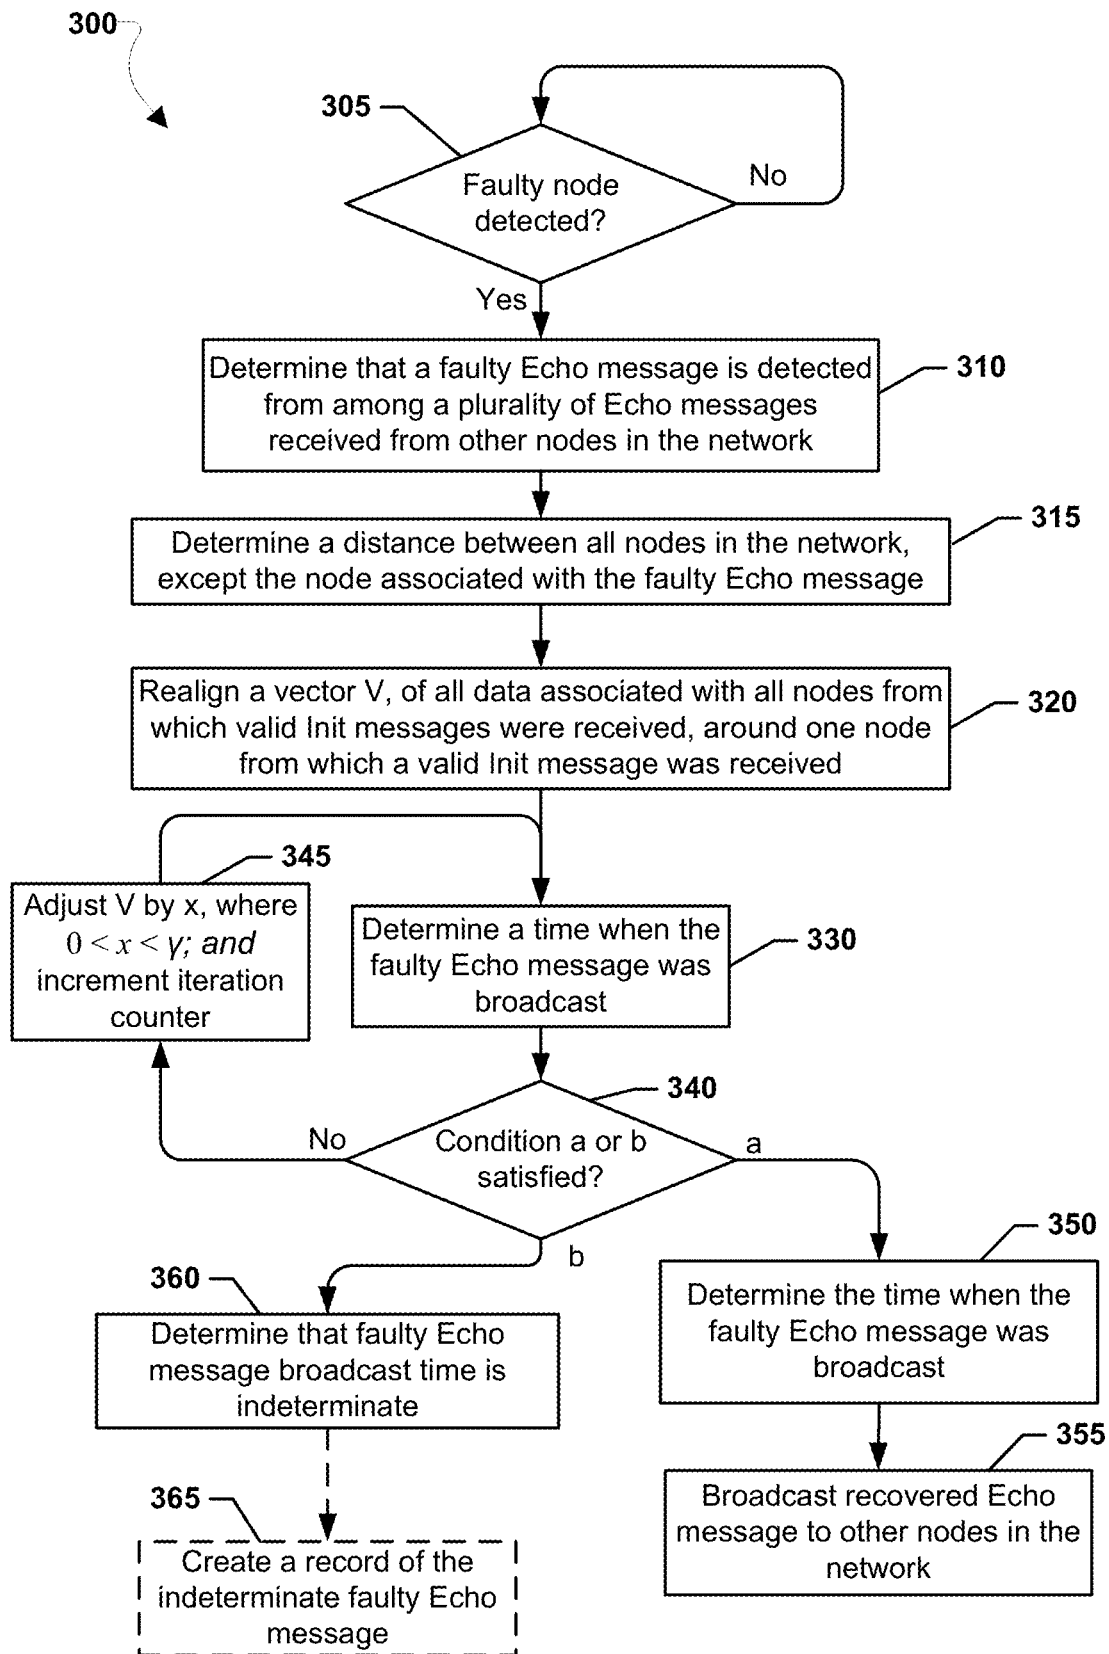 300
305
Faulty node
detected?
No
Yes
310
Determine that a faulty Echo message is detected
from among a plurality of Echo messages
received from other nodes in the network
315
Determine a distance between all nodes in the network,
except the node associated with the faulty Echo message
320
Realign a vector V, of all data associated with all nodes from
which valid Init messages were received, around one node
from which a valid Init message was received
345
Adjust V by x, where
0 < x < γ; and
increment iteration
counter
330
Determine a time when the
faulty Echo message was
broadcast
340
Condition a or b
satisfied?
No
a
b
350
Determine the time when the
faulty Echo message was
broadcast
355
Broadcast recovered Echo
message to other nodes in the
network
360
Determine that faulty Echo
message broadcast time is
indeterminate
365
Create a record of the
indeterminate faulty Echo
message